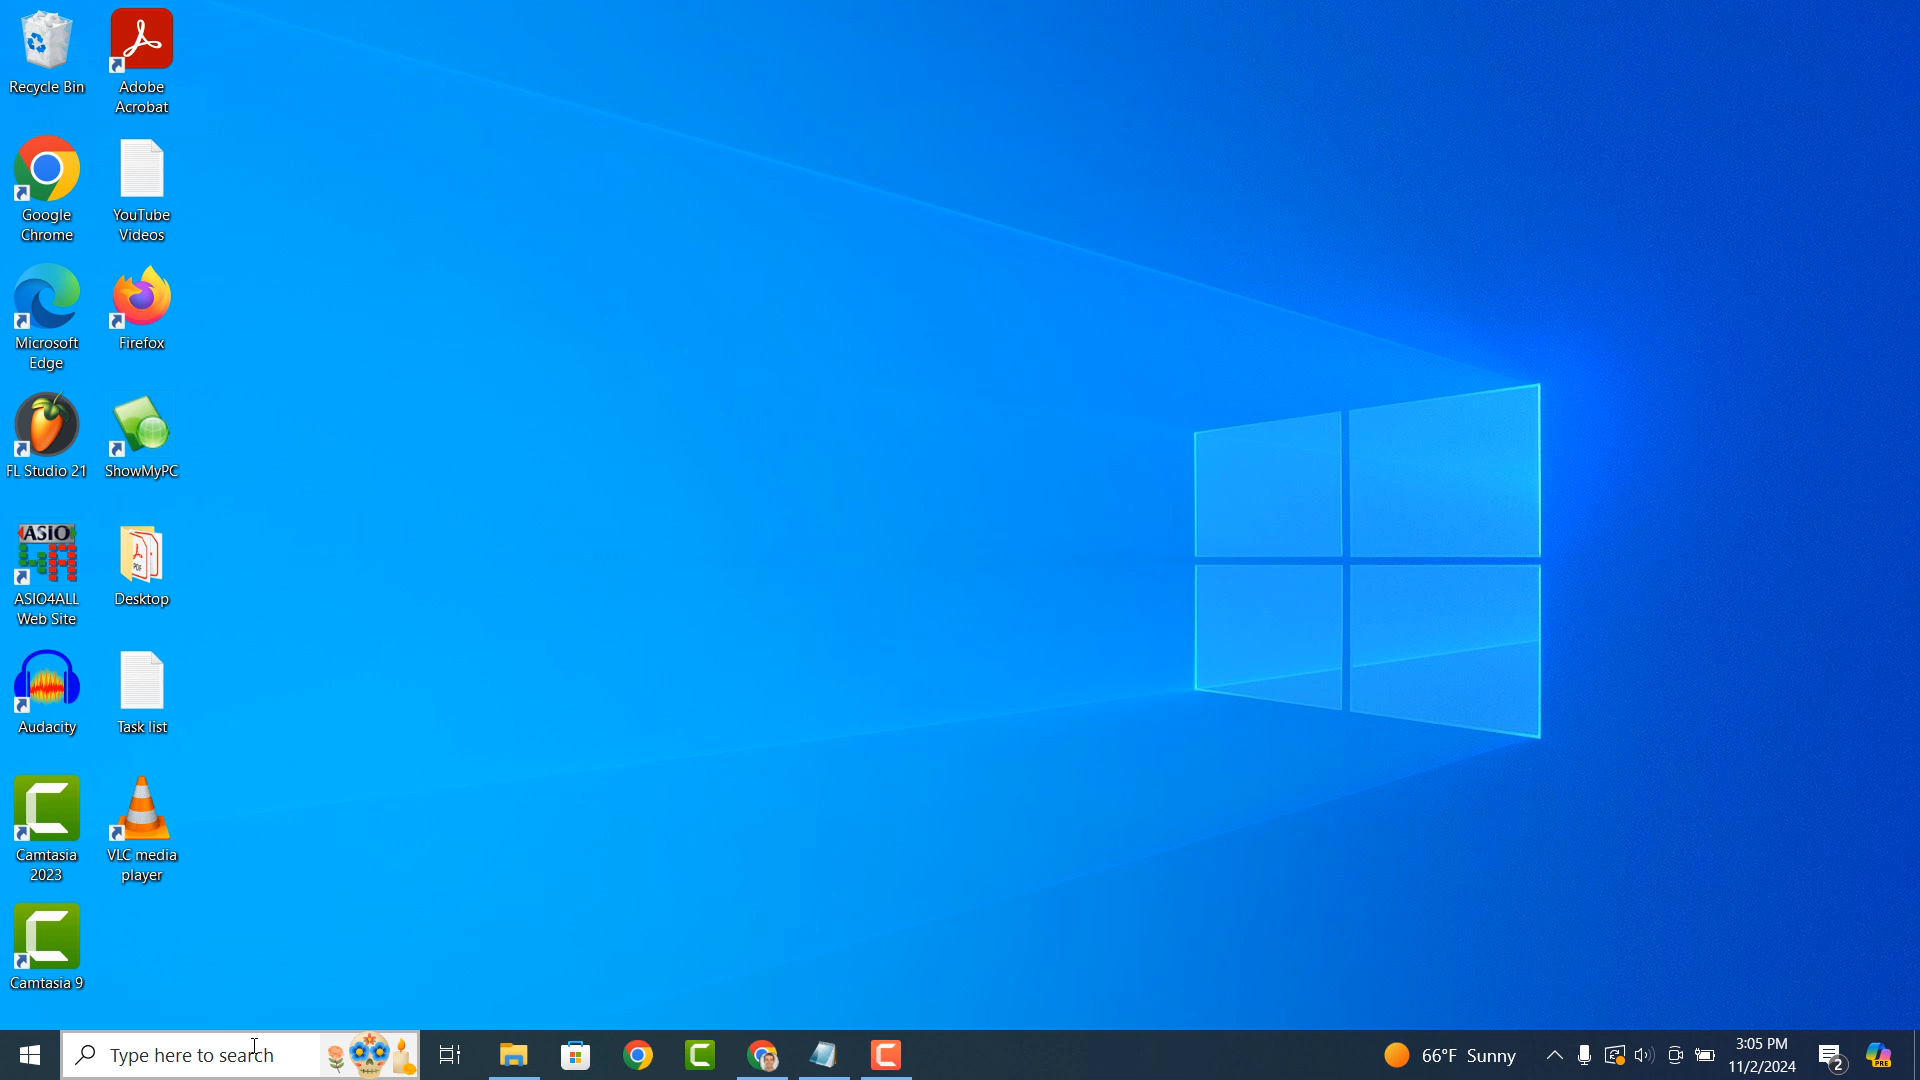 Recycle Bin
Adobe
Acrobat
Google
Chrome
YouTube
Videos
Microsoft
Edge
Firefox
FL Studio 21
ShowMyPC
ASIO
ASIO4ALL
Web Site
PDF
Desktop
Audacity
Task list
Camtasia
2023
VLC media
player
Camtasia 9
Type here to search
66°F Sunny
3:05 PM
11/2/2024
2
PRE